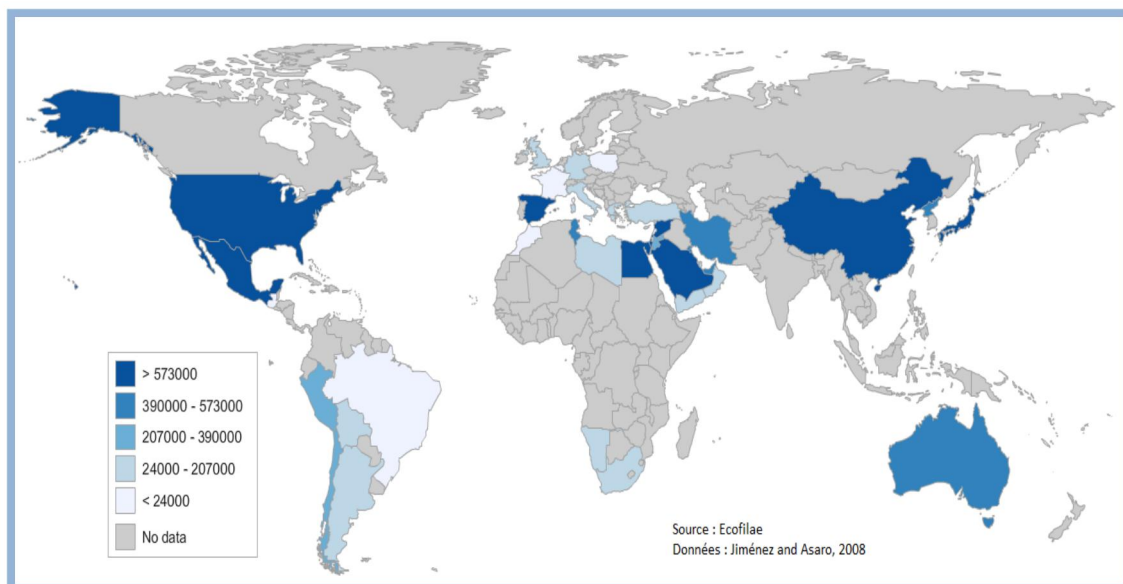 > 573000
390000 - 573000
207000 - 390000
24000 - 207000
< 24000
No data
Source : Ecofilae
Données : Jiménez and Asaro, 2008